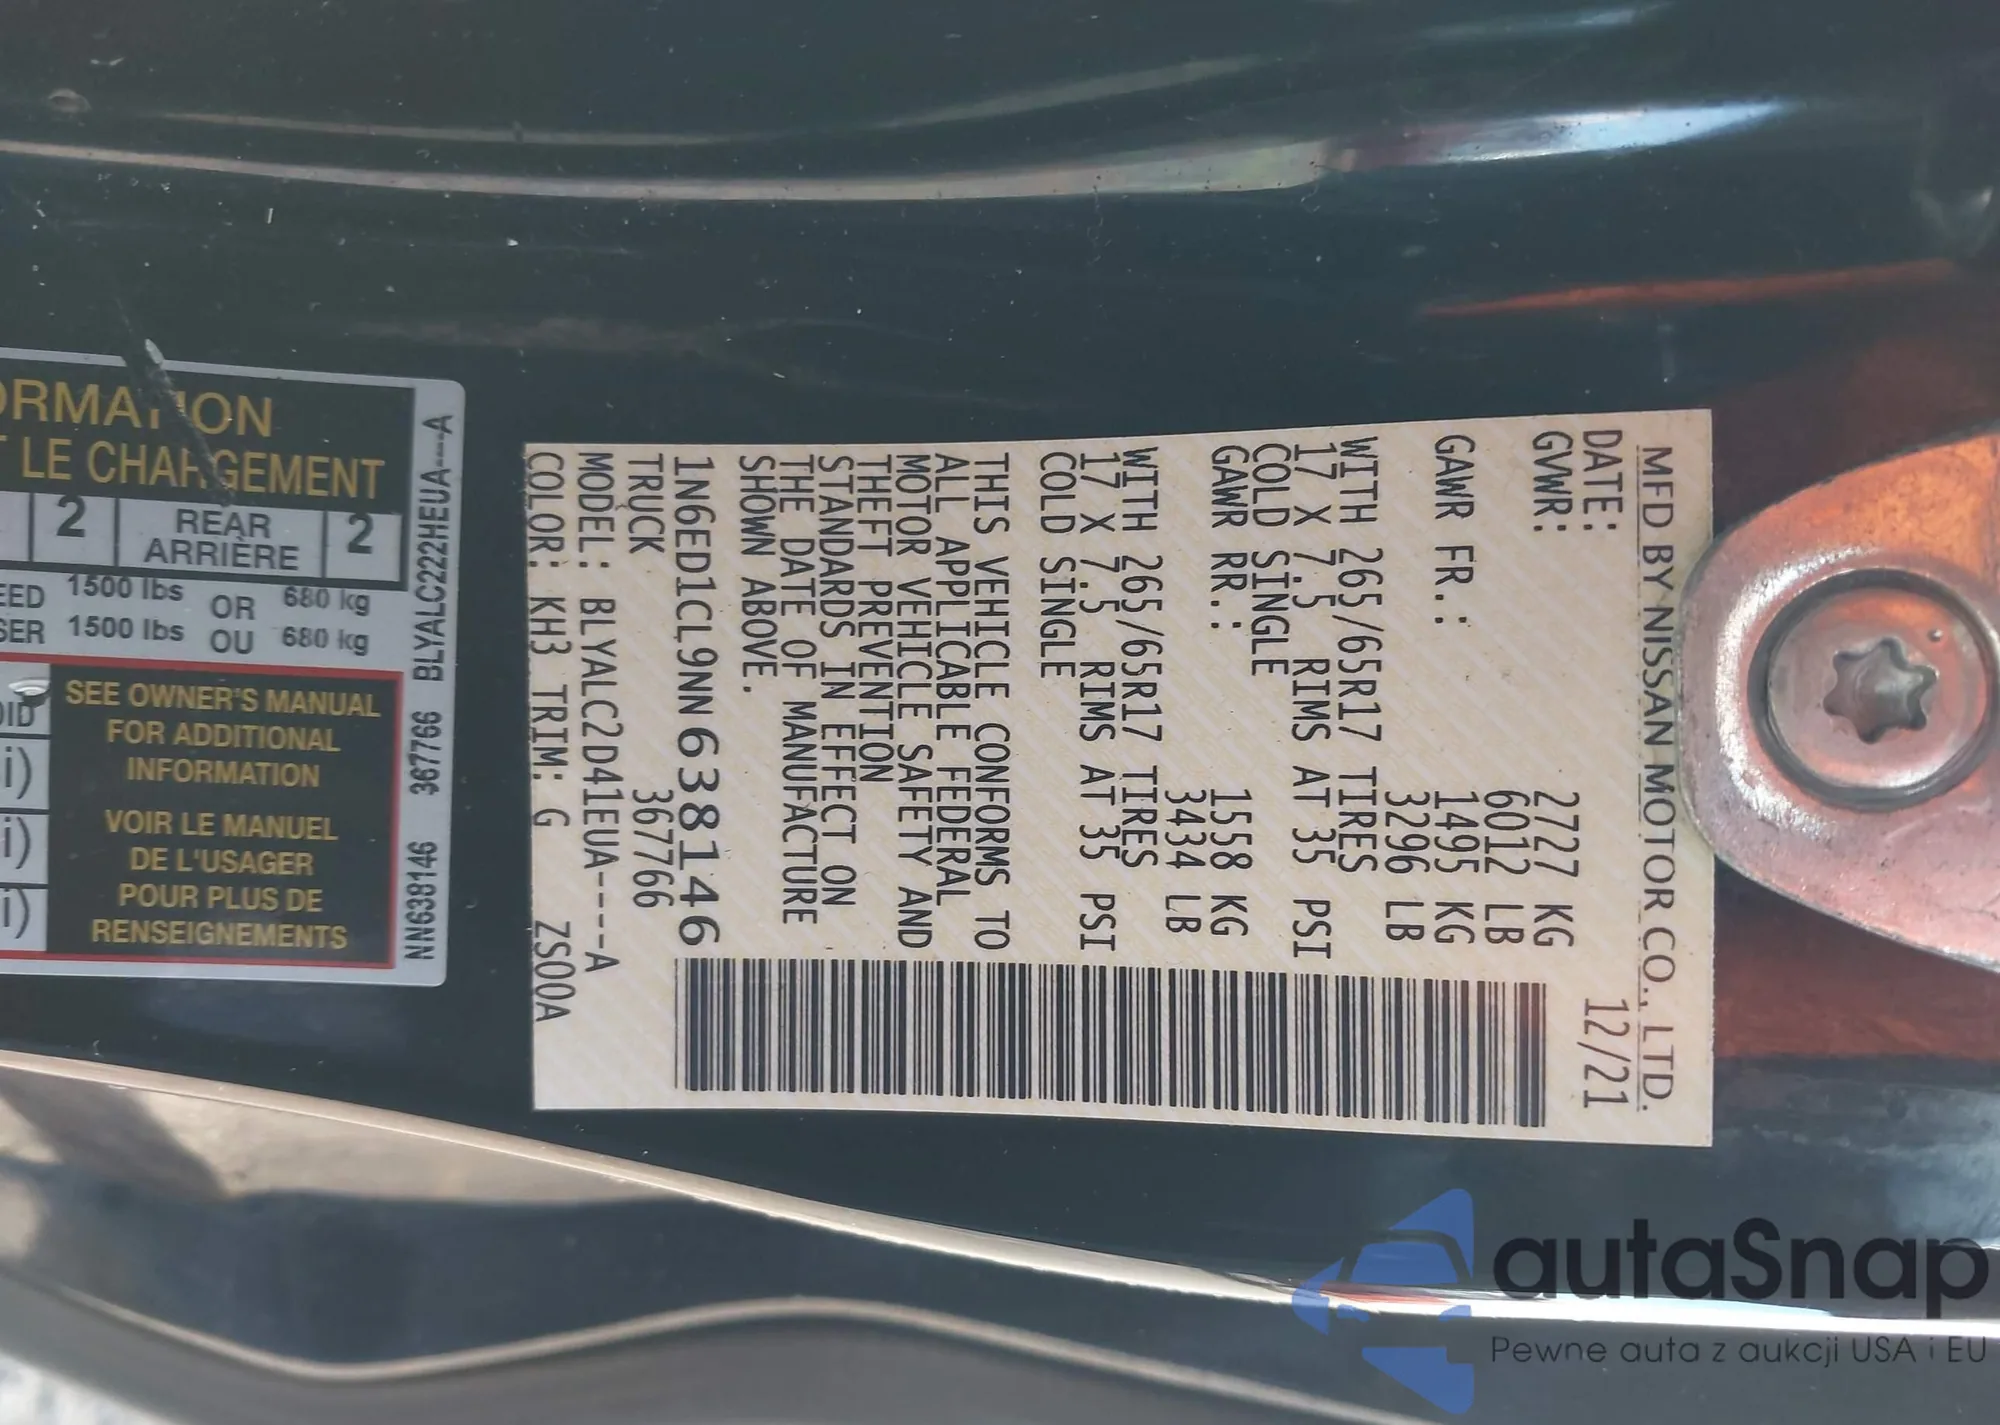 MFD BY NISSAN MOTOR CO., LTD.
DATE: 12/21
GVWR: 2727 KG
6012 LB
GAWR FR.: 1495 KG
3296 LB
WITH 265/65R17 TIRES
17 X 7.5 RIMS AT 35 PSI
COLD SINGLE
GAWR RR.: 1558 KG
3434 LB
WITH 265/65R17 TIRES
17 X 7.5 RIMS AT 35 PSI
COLD SINGLE
THIS VEHICLE CONFORMS TO
ALL APPLICABLE FEDERAL
MOTOR VEHICLE SAFETY AND
THEFT PREVENTION
STANDARDS IN EFFECT ON
THE DATE OF MANUFACTURE
SHOWN ABOVE.
1N6ED1CL9NN638146
TRUCK 367766
MODEL: BLYALC2D41EUA----A
COLOR: KH3 TRIM: G ZS00A
ORMATION
LE CHARGEMENT
2 REAR 2
ARRIÈRE
EED 1500 lbs OR 680 kg
SER 1500 lbs OU 680 kg
SEE OWNER'S MANUAL
FOR ADDITIONAL
INFORMATION
VOIR LE MANUEL
DE L'USAGER
POUR PLUS DE
RENSEIGNEMENTS
NN638146 367766 BLYALC222HEUA---A
autaSnap
Pewne auta z aukcji USA i EU